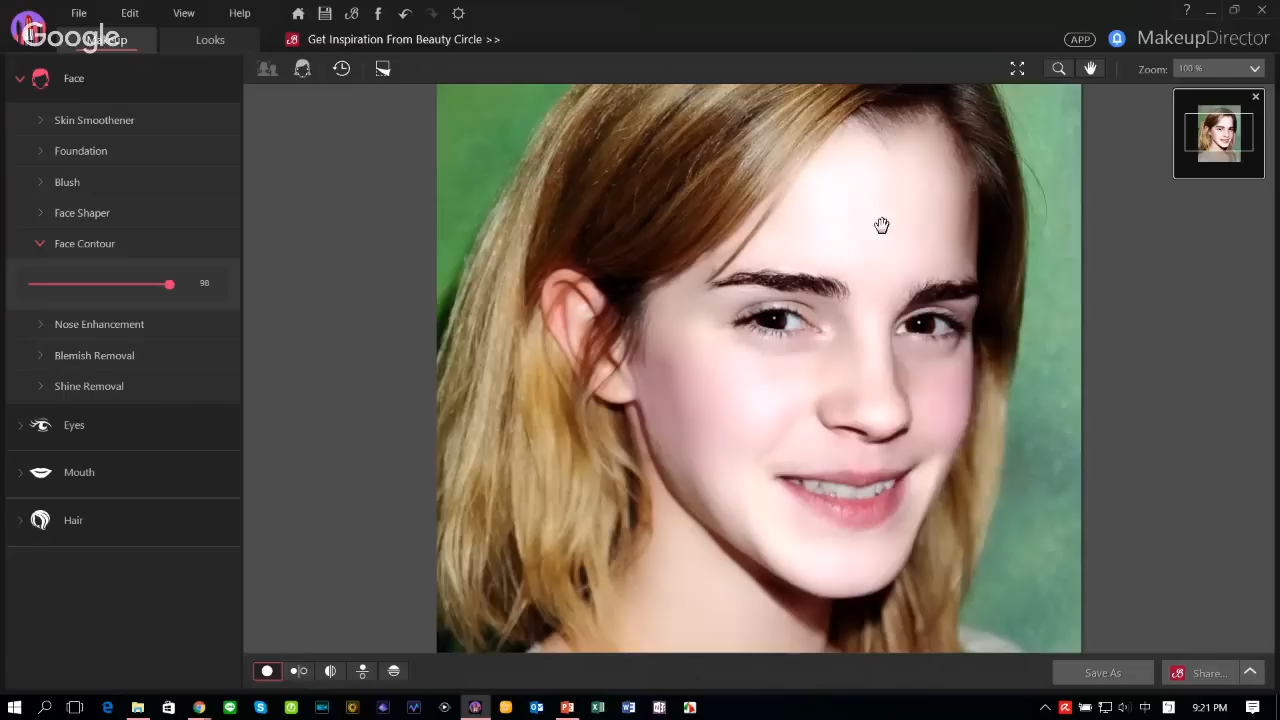 File Edit View Help
Google
Makeup Looks
Get Inspiration From Beauty Circle >>
APP
MakeupDirector
Zoom: 100 %
Face
Skin Smoothener
Foundation
Blush
Face Shaper
Face Contour
98
Nose Enhancement
Blemish Removal
Shine Removal
Eyes
Mouth
Hair
Save As
Share...
中
9:21 PM